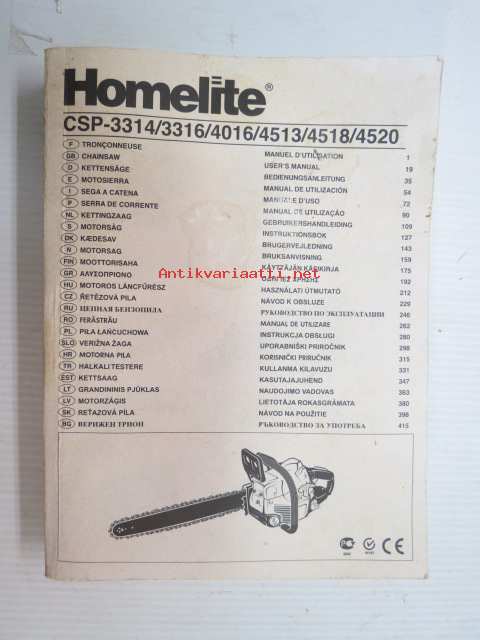 Homelite®
CSP-3314/3316/4016/4513/4518/4520
F TRONÇONNEUSE MANUEL D'UTILISATION 1
GB CHAINSAW USER'S MANUAL 19
D KETTENSÄGE BEDIENUNGSANLEITUNG 35
E MOTOSIERRA MANUAL DE UTILIZACIÓN 54
I SEGA A CATENA MANUALE D'USO 72
P SERRA DE CORRENTE MANUAL DE UTILIZAÇÃO 90
NL KETTINGZAAG GEBRUIKERSHANDLEIDING 109
S MOTORSÅG INSTRUKTIONSBOK 127
DK KÆDESAV BRUGERVEJLEDNING 143
N MOTORSAG BRUKSANVISNING 159
FIN MOOTTORISAHA KÄYTTÄJÄN KÄSIKIRJA 175
GR ΑΛΥΣΟΠΡΙΟΝΟ ΟΔΗΓΙΕΣ ΧΡΗΣΗΣ 192
HU MOTOROS LÁNCFŰRÉSZ HASZNÁLATI ÚTMUTATÓ 212
CZ ŘETĚZOVÁ PILA NÁVOD K OBSLUZE 229
RU ЦЕПНАЯ БЕНЗОПИЛА РУКОВОДСТВО ПО ЭКСПЛУАТАЦИИ 246
RO FERĂSTRĂU MANUAL DE UTILIZARE 262
PL PIŁA ŁAŃCUCHOWA INSTRUKCJA OBSŁUGI 280
SLO VERIŽNA ŽAGA UPORABNIŠKI PRIROČNIK 298
HR MOTORNA PILA KORISNIČKI PRIRUČNIK 315
TR HALKALI TESTERE KULLANMA KILAVUZU 331
EST KETTSAAG KASUTAJAJUHEND 347
LT GRANDININIS PJŪKLAS NAUDOJIMO VADOVAS 363
LV MOTORZĀĢIS LIETOTĀJA ROKASGRĀMATA 380
SK REŤAZOVÁ PÍLA NÁVOD NA POUŽITIE 398
BG ВЕРИЖЕН ТРИОН РЪКОВОДСТВО ЗА УПОТРЕБА 415
Antikvariaatti.net
CE